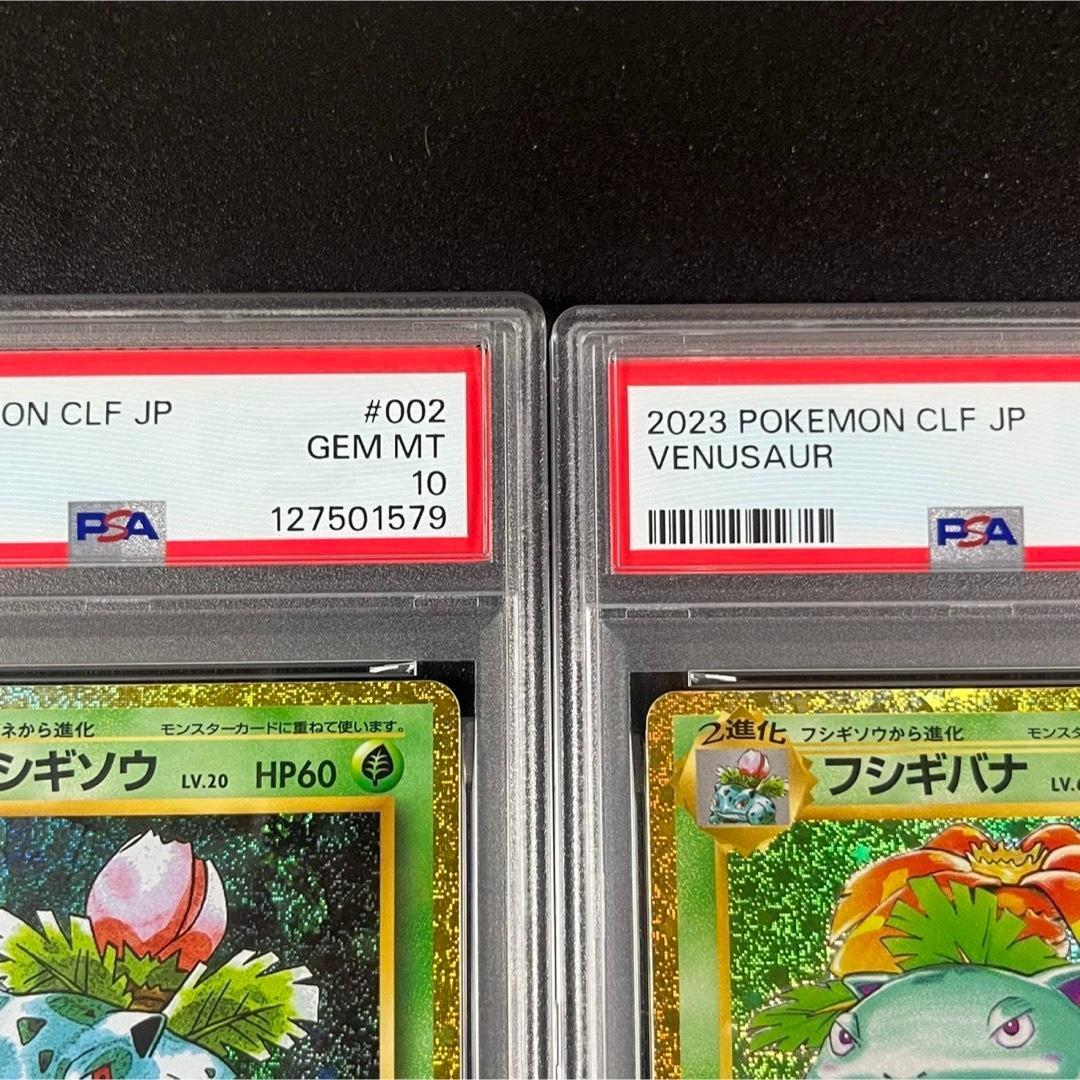 ON CLF JP #002
GEM MT
10
127501579
PSA
ネから進化 モンスターカードに重ねて使います。
シギソウ LV.20 HP60
2023 POKEMON CLF JP
VENUSAUR
PSA
2進化 フシギソウから進化 モンスタ
フシギバナ LV.